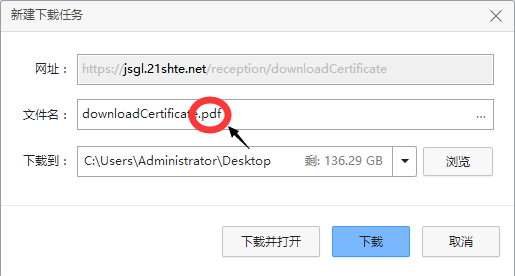 新建下载任务
网址： https://jsgl.21shte.net/reception/downloadCertificate
文件名： downloadCertificate.pdf ...
下载到： C:\Users\Administrator\Desktop 剩: 136.29 GB 浏览
下载并打开 下载 取消